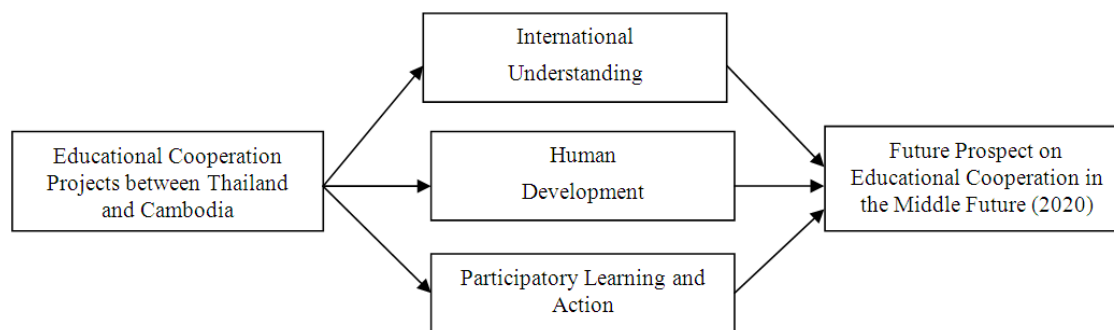 International
Understanding
Educational Cooperation
Projects between Thailand
and Cambodia
Human
Development
Future Prospect on
Educational Cooperation in
the Middle Future (2020)
Participatory Learning and
Action